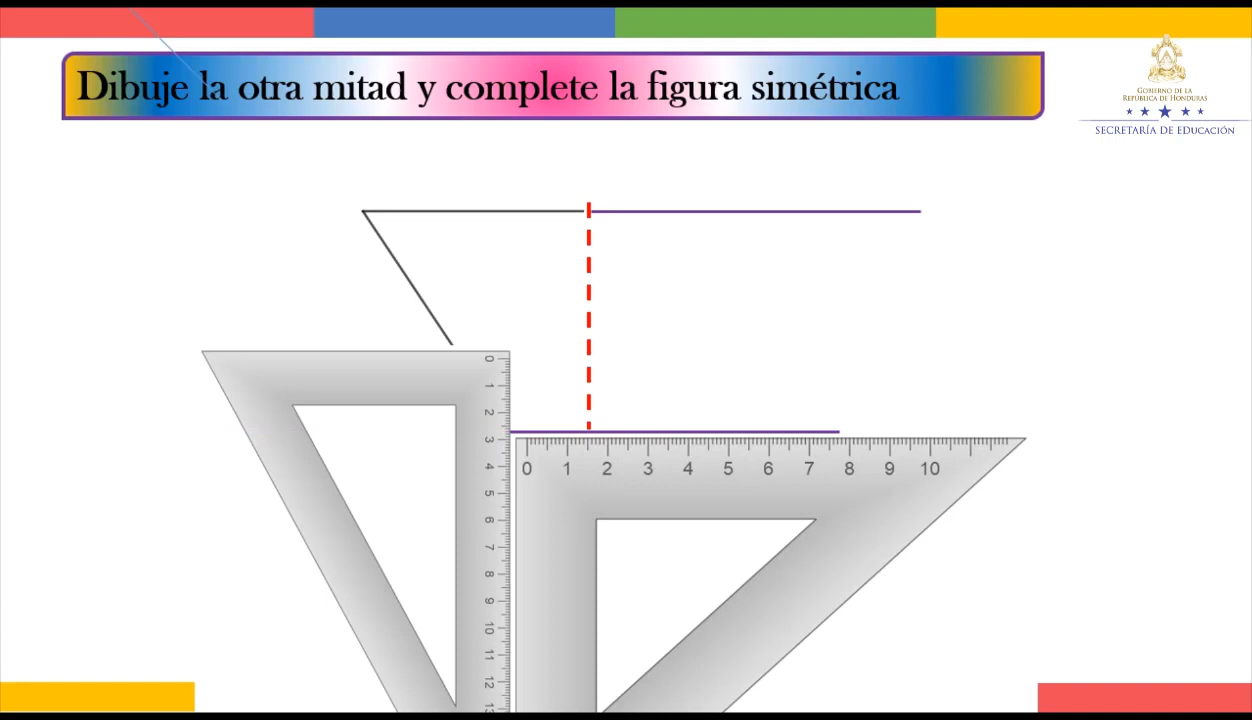 Dibuje la otra mitad y complete la figura simétrica
GOBIERNO DE LA
REPÚBLICA DE HONDURAS
SECRETARÍA DE EDUCACIÓN
0
1
2
3
4
5
6
7
8
9
10
11
12
13
0 1 2 3 4 5 6 7 8 9 10